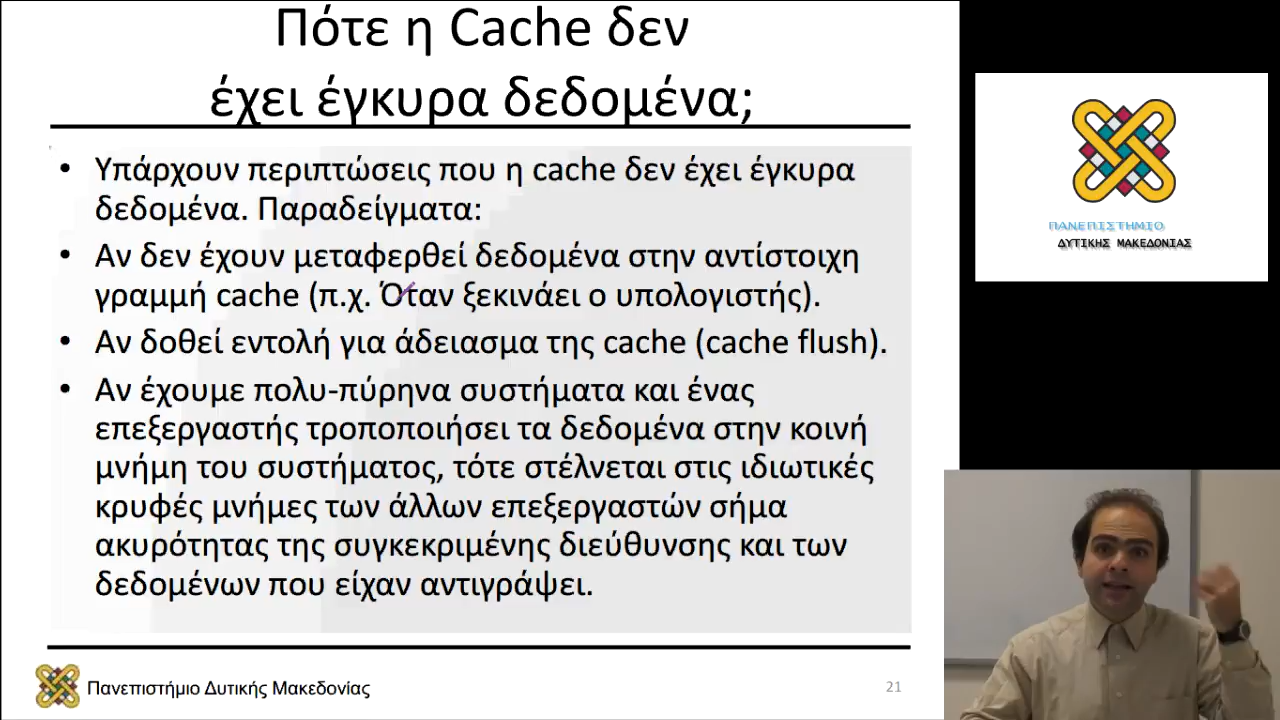 Πότε η Cache δεν
έχει έγκυρα δεδομένα;
• Υπάρχουν περιπτώσεις που η cache δεν έχει έγκυρα
δεδομένα. Παραδείγματα:
• Αν δεν έχουν μεταφερθεί δεδομένα στην αντίστοιχη
γραμμή cache (π.χ. Όταν ξεκινάει ο υπολογιστής).
• Αν δοθεί εντολή για άδειασμα της cache (cache flush).
• Αν έχουμε πολυ-πύρηνα συστήματα και ένας
επεξεργαστής τροποποιήσει τα δεδομένα στην κοινή
μνήμη του συστήματος, τότε στέλνεται στις ιδιωτικές
κρυφές μνήμες των άλλων επεξεργαστών σήμα
ακυρότητας της συγκεκριμένης διεύθυνσης και των
δεδομένων που είχαν αντιγράψει.
Πανεπιστήμιο Δυτικής Μακεδονίας
21
ΠΑΝΕΠΙΣΤΗΜΙΟ
ΔΥΤΙΚΗΣ ΜΑΚΕΔΟΝΙΑΣ